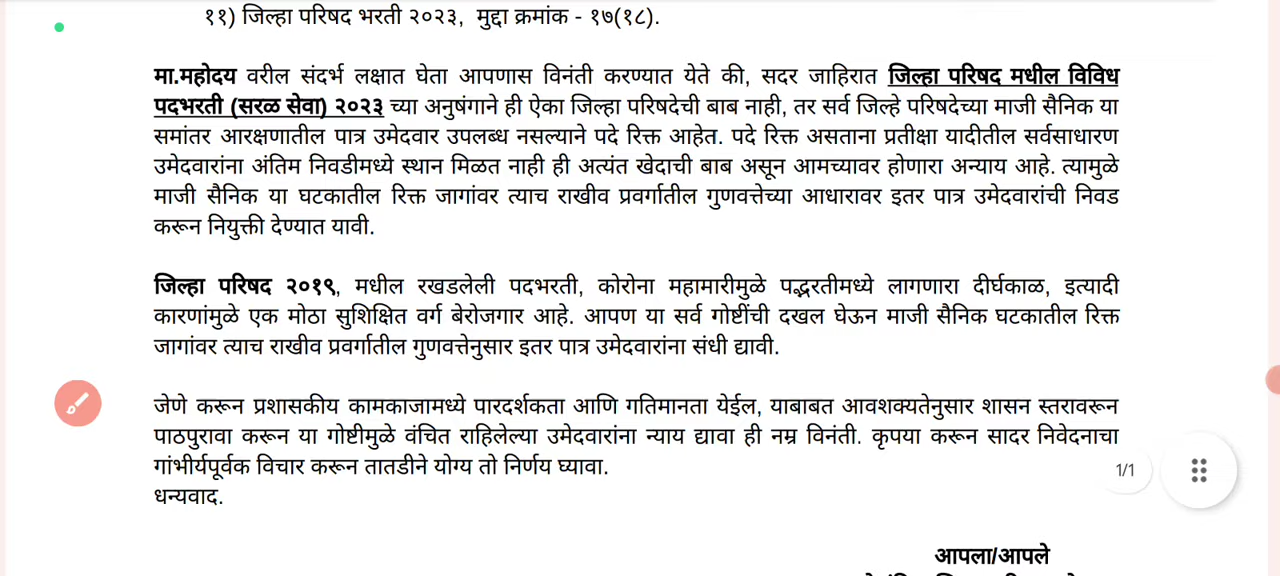 ११) जिल्हा परिषद भरती २०२३, मुद्दा क्रमांक - १७(१८).
मा.महोदय वरील संदर्भ लक्षात घेता आपणास विनंती करण्यात येते की, सदर जाहिरात जिल्हा परिषद मधील विविध
पदभरती (सरळ सेवा) २०२३ च्या अनुषंगाने ही ऐका जिल्हा परिषदेची बाब नाही, तर सर्व जिल्हे परिषदेच्या माजी सैनिक या
समांतर आरक्षणातील पात्र उमेदवार उपलब्ध नसल्याने पदे रिक्त आहेत. पदे रिक्त असताना प्रतीक्षा यादीतील सर्वसाधारण
उमेदवारांना अंतिम निवडीमध्ये स्थान मिळत नाही ही अत्यंत खेदाची बाब असून आमच्यावर होणारा अन्याय आहे. त्यामुळे
माजी सैनिक या घटकातील रिक्त जागांवर त्याच राखीव प्रवर्गातील गुणवत्तेच्या आधारावर इतर पात्र उमेदवारांची निवड
करून नियुक्ती देण्यात यावी.
जिल्हा परिषद २०१९, मधील रखडलेली पदभरती, कोरोना महामारीमुळे पद्भरतीमध्ये लागणारा दीर्घकाळ, इत्यादी
कारणांमुळे एक मोठा सुशिक्षित वर्ग बेरोजगार आहे. आपण या सर्व गोष्टींची दखल घेऊन माजी सैनिक घटकातील रिक्त
जागांवर त्याच राखीव प्रवर्गातील गुणवत्तेनुसार इतर पात्र उमेदवारांना संधी द्यावी.
जेणे करून प्रशासकीय कामकाजामध्ये पारदर्शकता आणि गतिमानता येईल, याबाबत आवशक्यतेनुसार शासन स्तरावरून
पाठपुरावा करून या गोष्टीमुळे वंचित राहिलेल्या उमेदवारांना न्याय द्यावा ही नम्र विनंती. कृपया करून सादर निवेदनाचा
गांभीर्यपूर्वक विचार करून तातडीने योग्य तो निर्णय घ्यावा.
1/1
धन्यवाद.
आपला/आपले